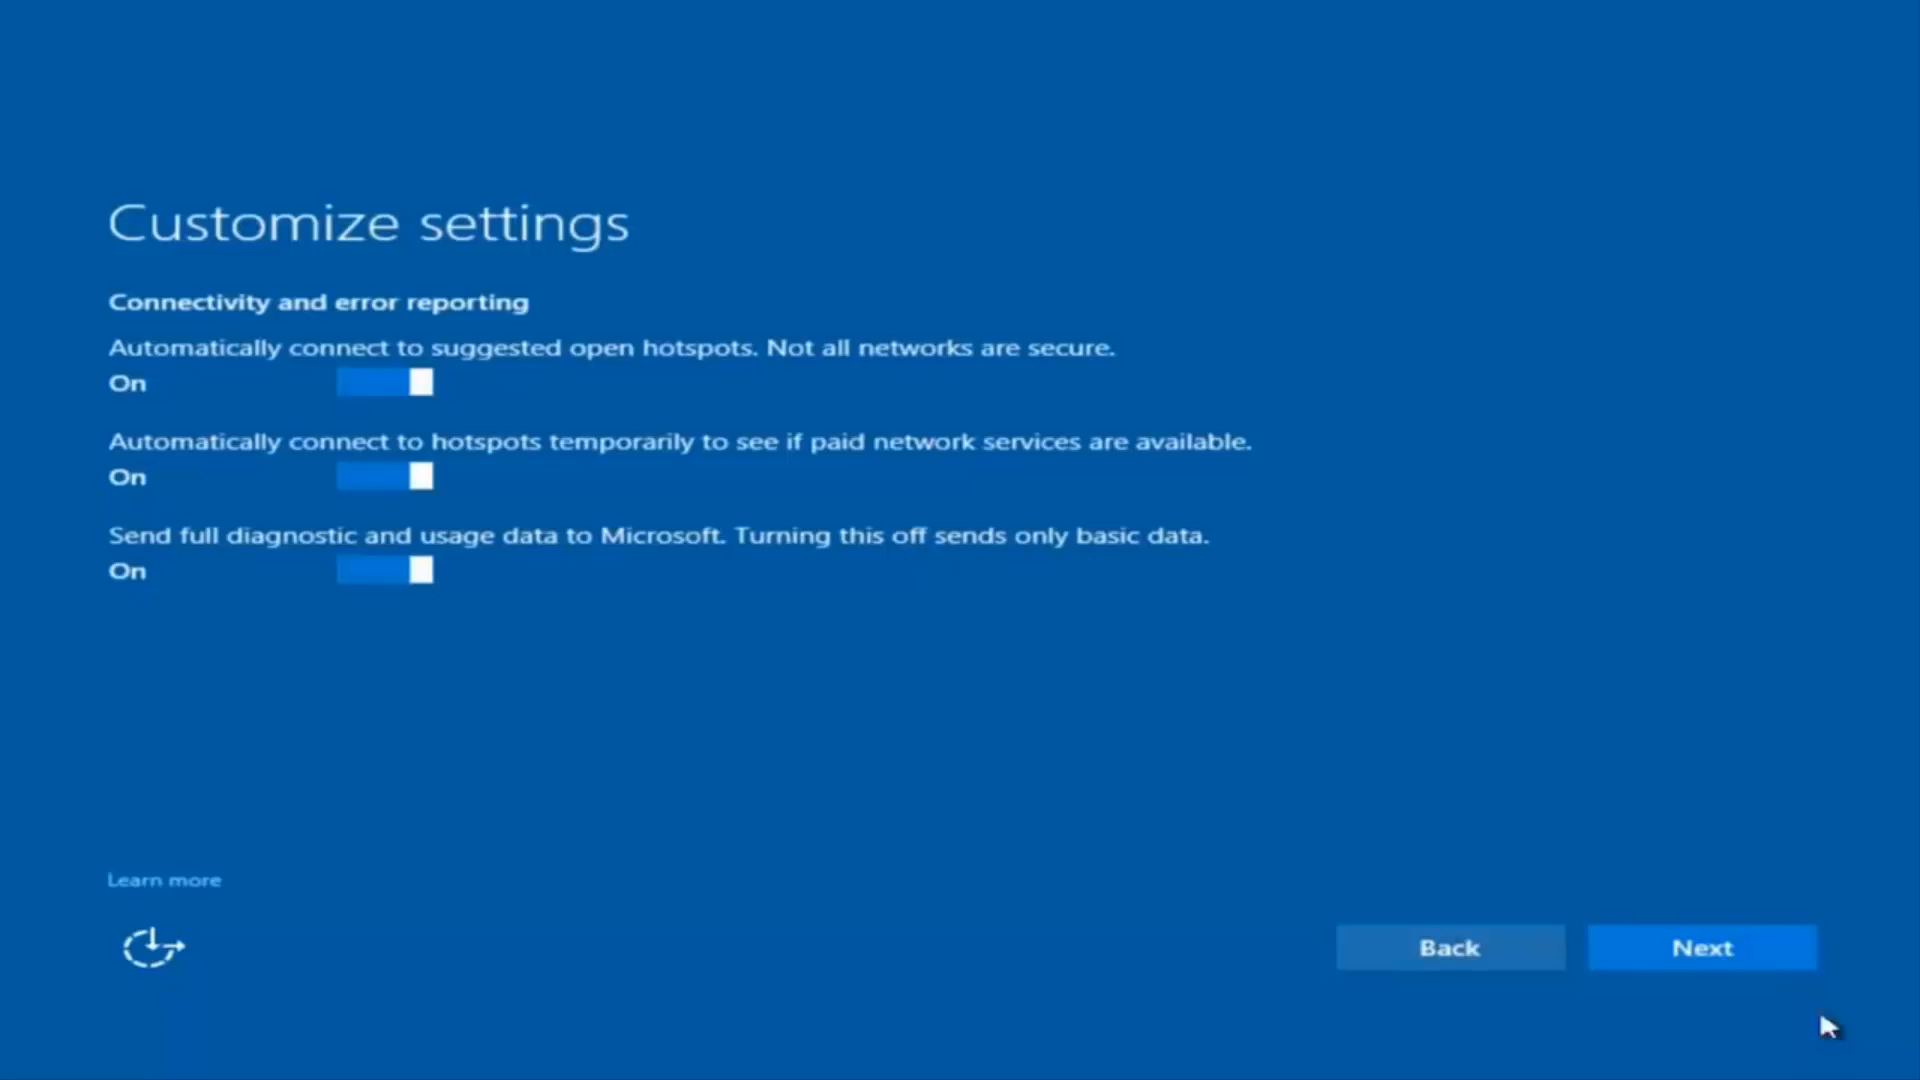 Customize settings
Connectivity and error reporting
Automatically connect to suggested open hotspots. Not all networks are secure.
On
Automatically connect to hotspots temporarily to see if paid network services are available.
On
Send full diagnostic and usage data to Microsoft. Turning this off sends only basic data.
On
Learn more
Back
Next